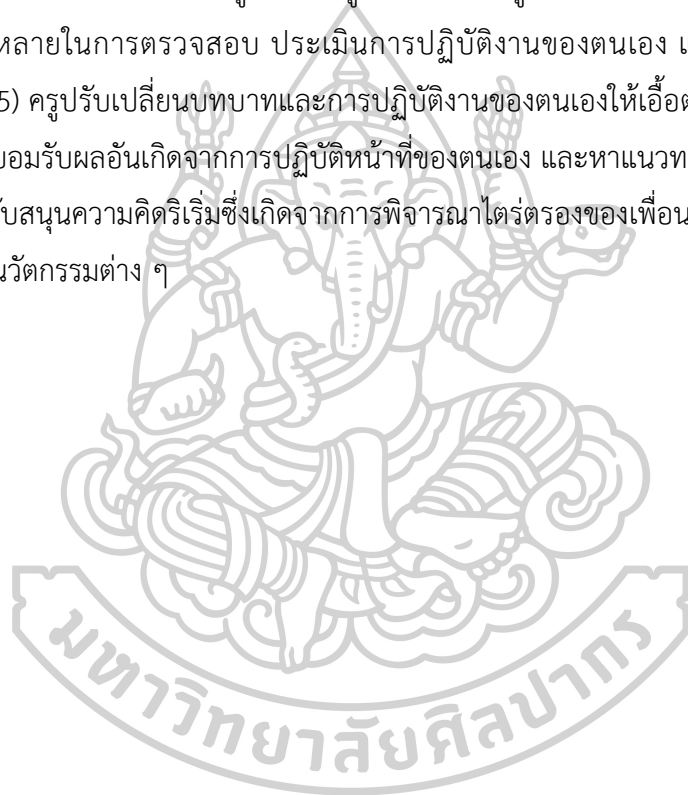 หลายในการตรวจสอบ ประเมินการปฏิบัติงานของตนเอง
5) ครูปรับเปลี่ยนบทบาทและการปฏิบัติงานของตนเองให้เอื้อ
ยอมรับผลอันเกิดจากการปฏิบัติหน้าที่ของตนเอง และหาแนว
สนุนความคิดริเริ่มซึ่งเกิดจากการพิจารณาไตร่ตรองของเพื่อน
นวัตกรรมต่าง ๆ
มหาวิทยาลัยศิลปากร